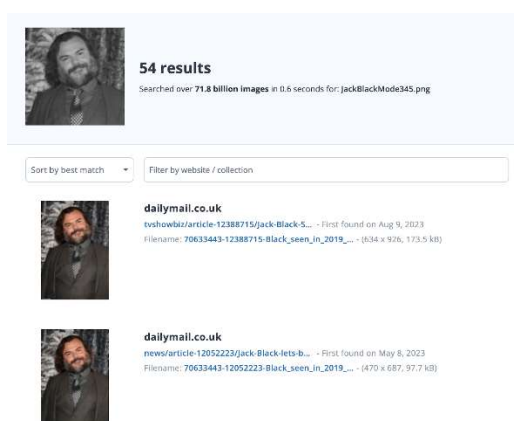 54 results
Searched over 71.8 billion images in 0.6 seconds for: JackBlackMode345.png
Sort by best match
Filter by website / collection
dailymail.co.uk
tvshowbiz/article-12388715/Jack-Black-S... - First found on Aug 9, 2023
Filename: 70633443-12388715-Black_seen_in_2019_... - (634 x 926, 173.5 kB)
dailymail.co.uk
news/article-12052223/Jack-Black-lets-b... - First found on May 8, 2023
Filename: 70633443-12052223-Black_seen_in_2019_... - (470 x 687, 97.7 kB)